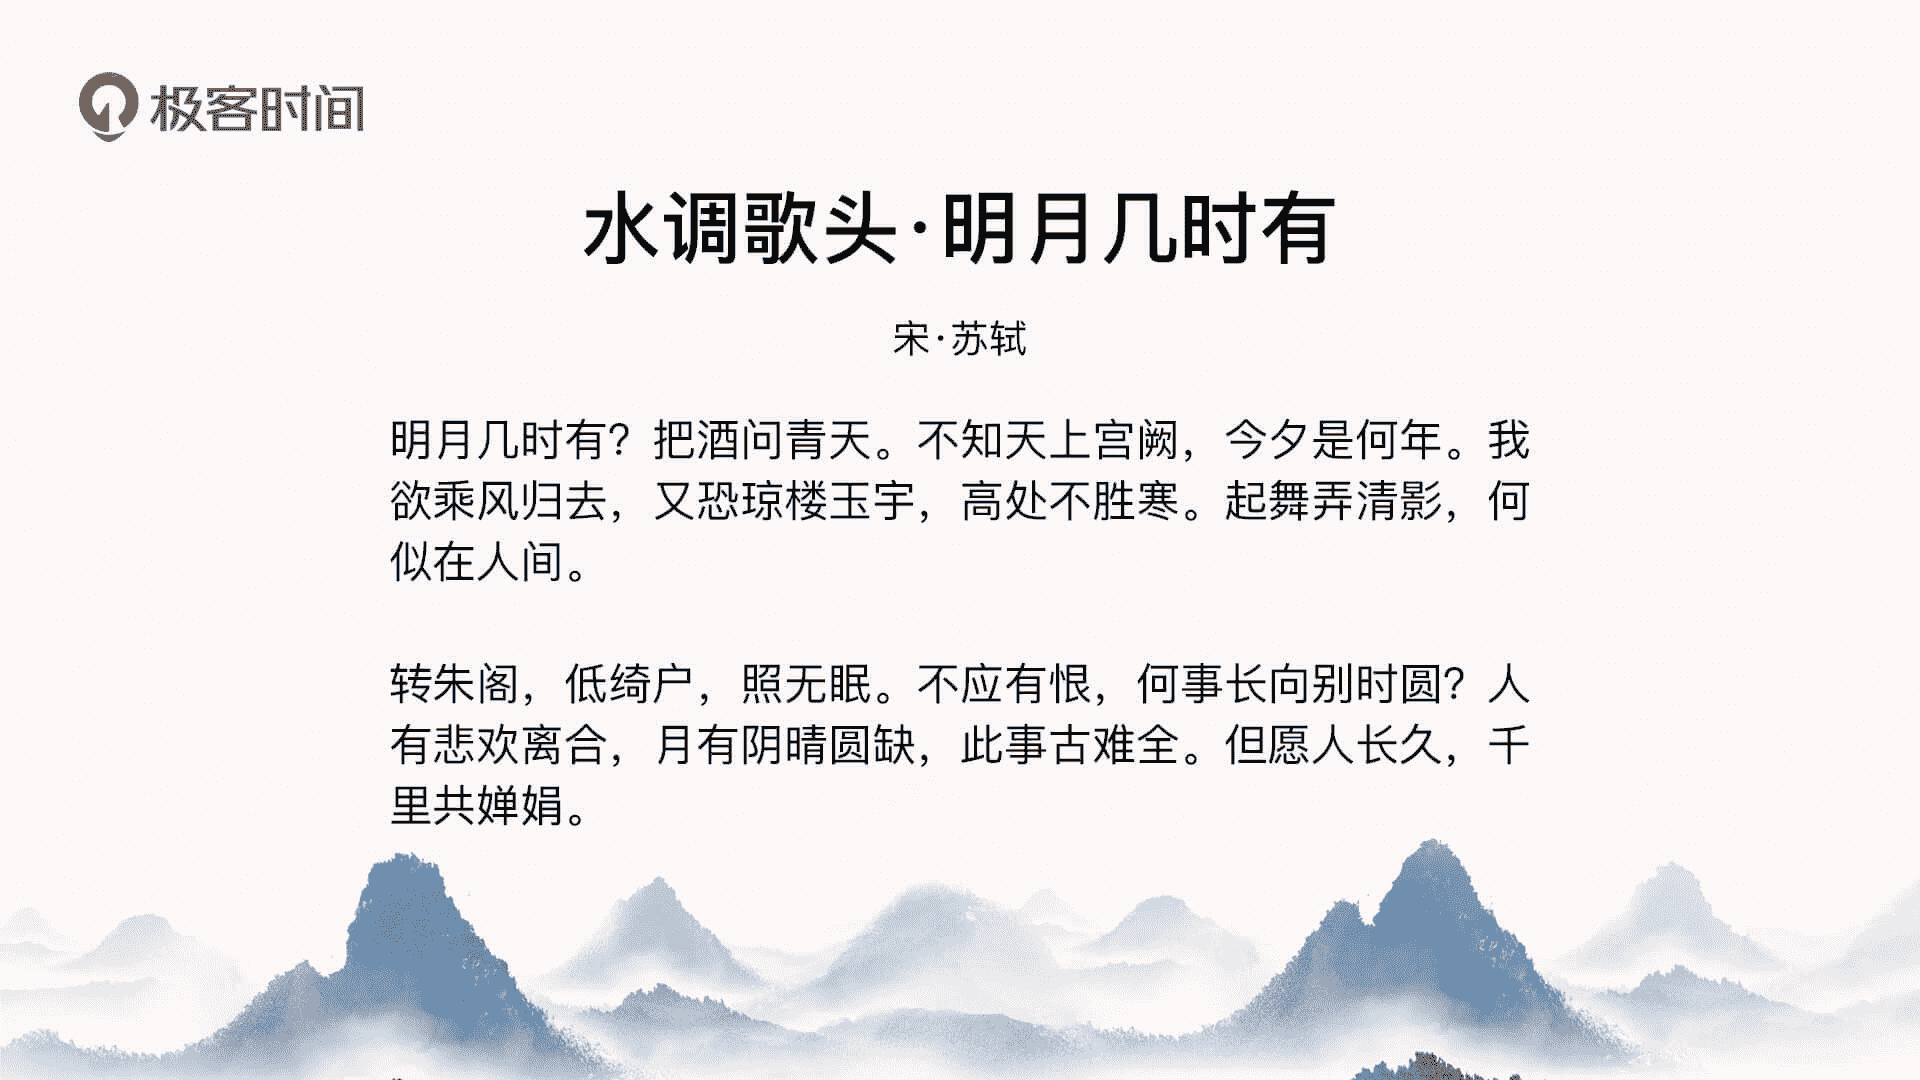 极客时间
水调歌头·明月几时有
宋·苏轼
明月几时有？把酒问青天。不知天上宫阙，今夕是何年。我
欲乘风归去，又恐琼楼玉宇，高处不胜寒。起舞弄清影，何
似在人间。
转朱阁，低绮户，照无眠。不应有恨，何事长向别时圆？人
有悲欢离合，月有阴晴圆缺，此事古难全。但愿人长久，千
里共婵娟。